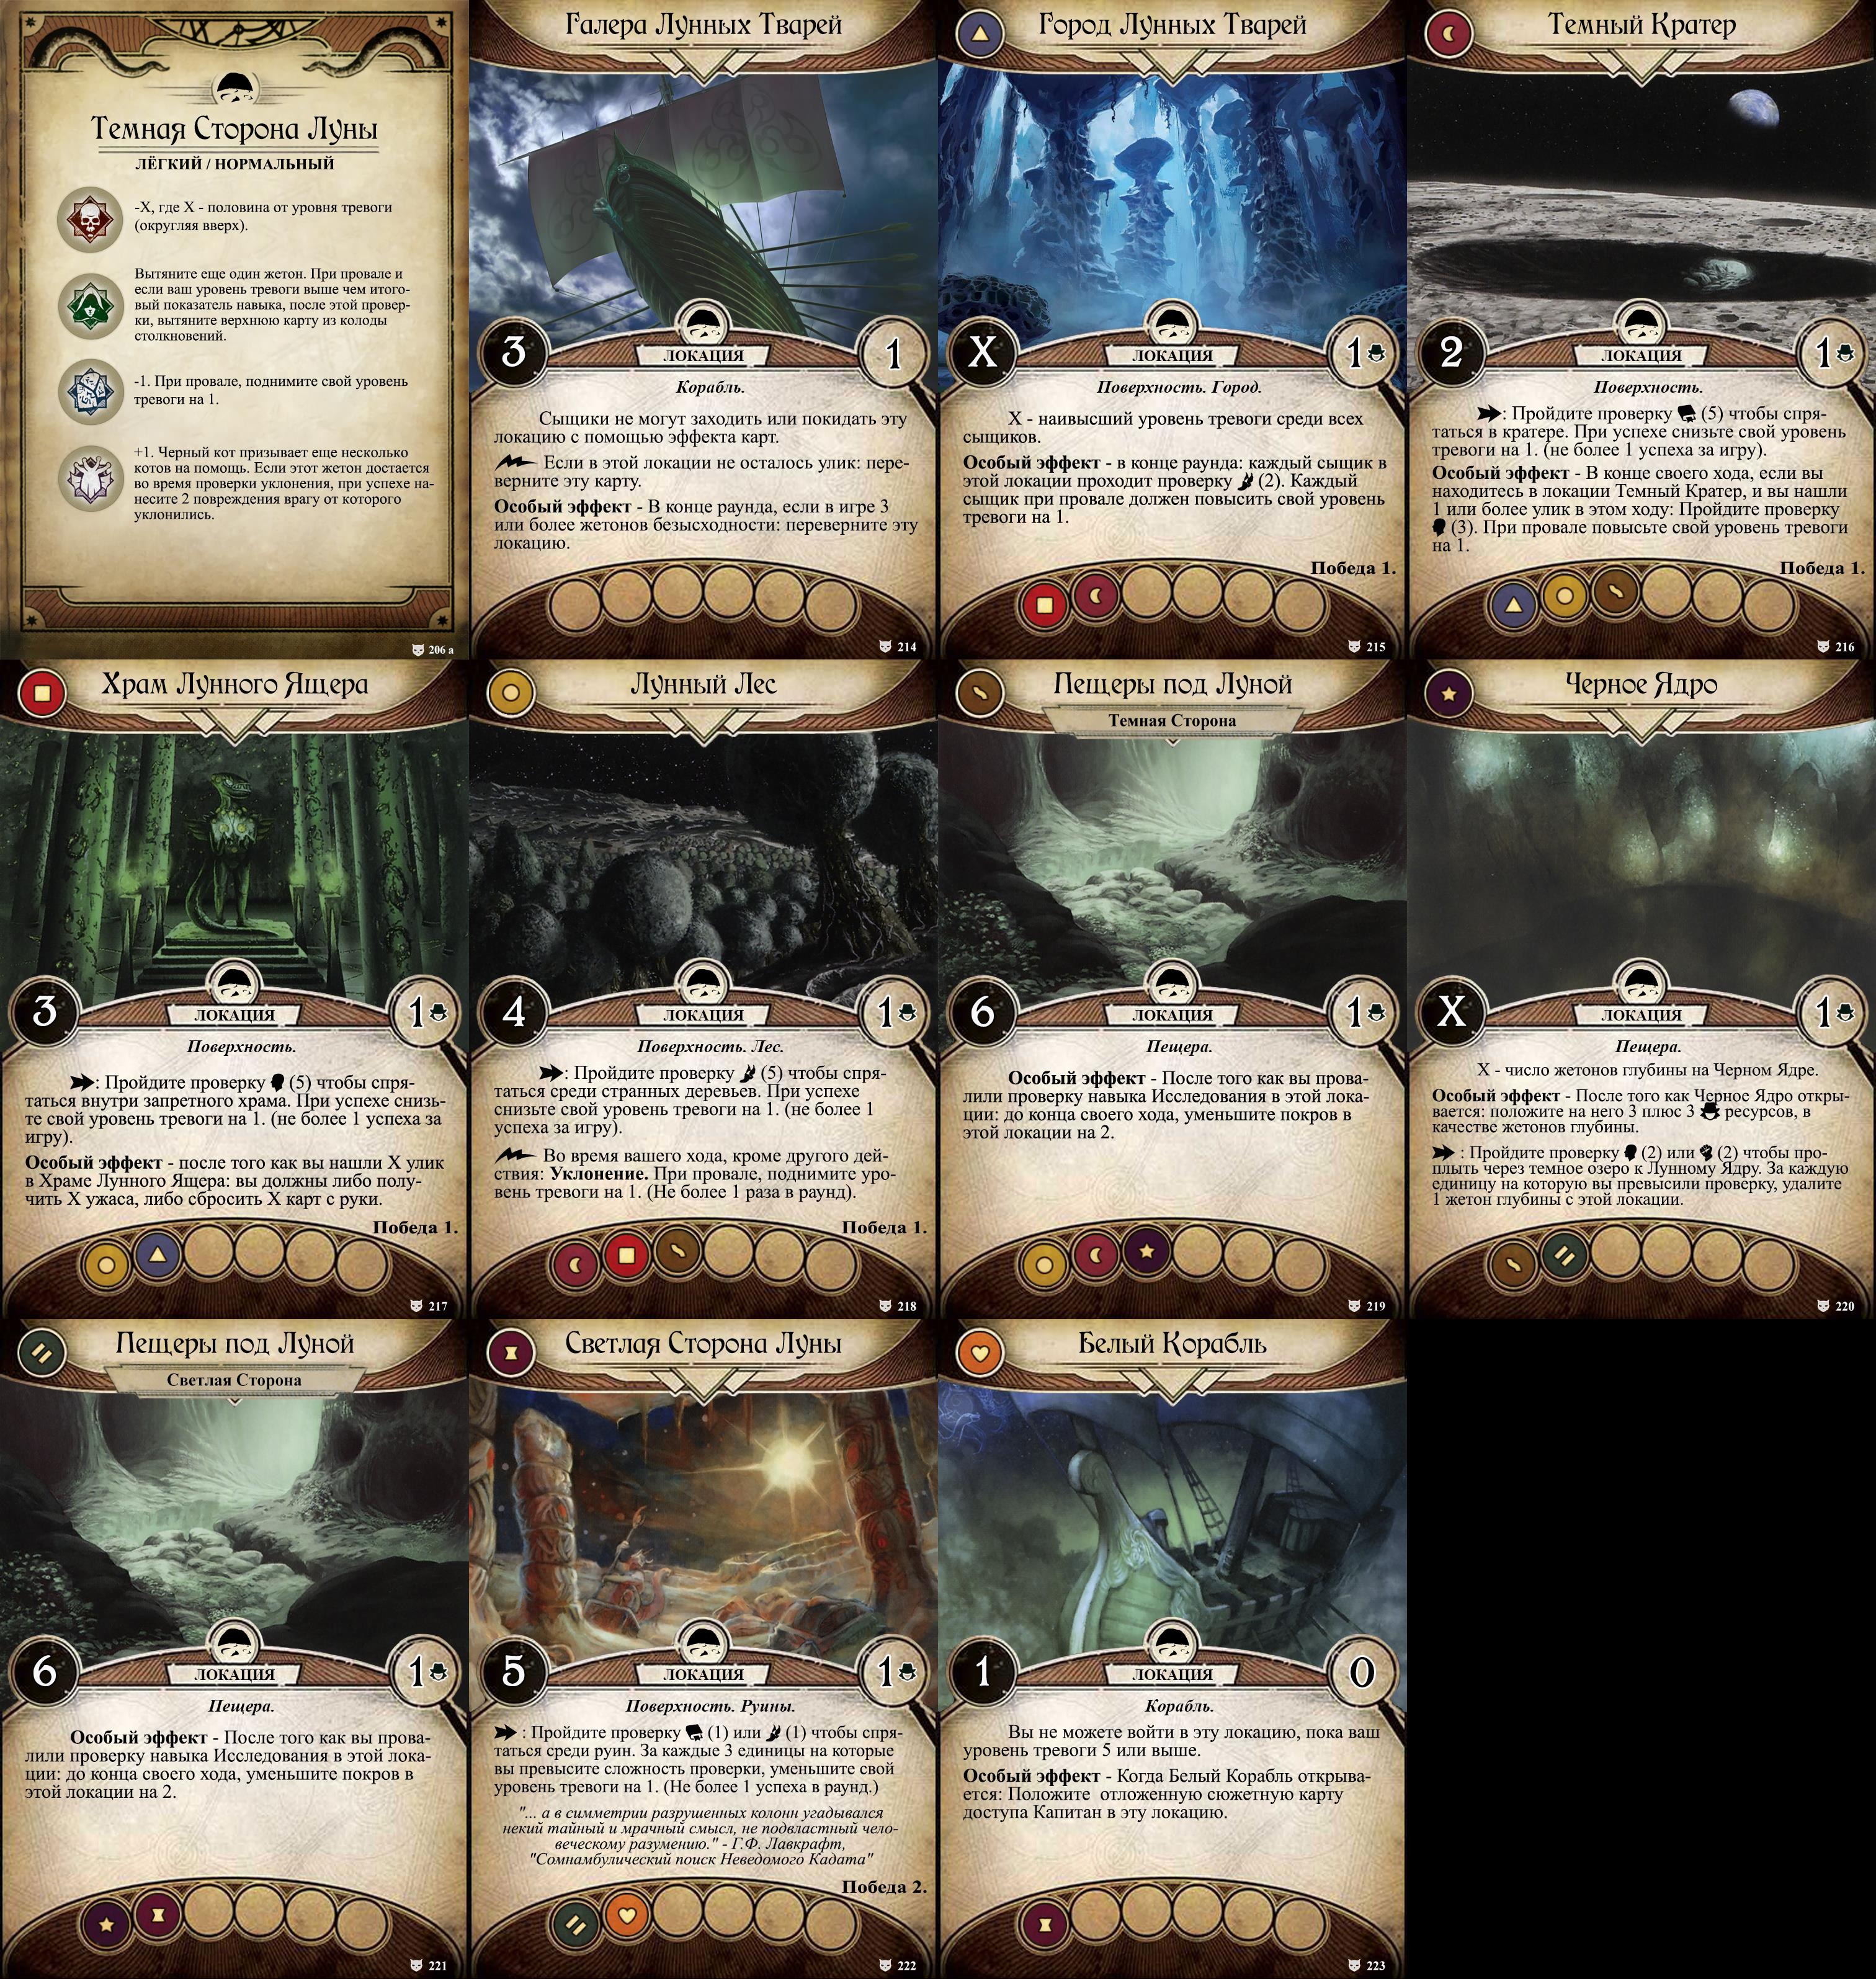 Темная Сторона Луны
ЛЁГКИЙ / НОРМАЛЬНЫЙ
-X, где X - половина от уровня тревоги
(округляя вверх).
Вытяните еще один жетон. При провале и
если ваш уровень тревоги выше чем итого-
вый показатель навыка, после этой провер-
ки, вытяните верхнюю карту из колоды
столкновений.
-1. При провале, поднимите свой уровень
тревоги на 1.
+1. Черный кот призывает еще несколько
котов на помощь. Если этот жетон достается
во время проверки уклонения, при успехе на-
несите 2 повреждения врагу от которого
уклонились.
206 a
Галера Лунных Тварей
3
ЛОКАЦИЯ
1
Корабль.
Сыщики не могут заходить или покидать эту
локацию с помощью эффекта карт.
Если в этой локации не осталось улик: пере-
верните эту карту.
Особый эффект - В конце раунда, если в игре 3
или более жетонов безысходности: переверните эту
локацию.
214
Город Лунных Тварей
X
ЛОКАЦИЯ
1
Поверхность. Город.
X - наивысший уровень тревоги среди всех
сыщиков.
Особый эффект - в конце раунда: каждый сыщик в
этой локации проходит проверку (2). Каждый
сыщик при провале должен повысить свой уровень
тревоги на 1.
Победа 1.
215
Темный Кратер
2
ЛОКАЦИЯ
1
Поверхность.
: Пройдите проверку (5) чтобы спря-
таться в кратере. При успехе снизьте свой уровень
тревоги на 1. (не более 1 успеха за игру).
Особый эффект - В конце своего хода, если вы
находитесь в локации Темный Кратер, и вы нашли
1 или более улик в этом ходу: Пройдите проверку
(3). При провале повысьте свой уровень тревоги
на 1.
Победа 1.
216
Храм Лунного Ящера
3
ЛОКАЦИЯ
1
Поверхность.
: Пройдите проверку (5) чтобы спря-
таться внутри запретного храма. При успехе снизь-
те свой уровень тревоги на 1. (не более 1 успеха за
игру).
Особый эффект - после того как вы нашли X улик
в Храме Лунного Ящера: вы должны либо полу-
чить X ужаса, либо сбросить X карт с руки.
Победа 1.
217
Лунный Лес
4
ЛОКАЦИЯ
1
Поверхность. Лес.
: Пройдите проверку (5) чтобы спря-
таться среди странных деревьев. При успехе
снизьте свой уровень тревоги на 1. (не более 1
успеха за игру).
Во время вашего хода, кроме другого дей-
ствия: Уклонение. При провале, поднимите уро-
вень тревоги на 1. (Не более 1 раза в раунд).
Победа 1.
218
Пещеры под Луной
Темная Сторона
6
ЛОКАЦИЯ
1
Пещера.
Особый эффект - После того как вы прова-
лили проверку навыка Исследования в этой лока-
ции: до конца своего хода, уменьшите покров в
этой локации на 2.
219
Черное Ядро
X
ЛОКАЦИЯ
1
Пещера.
X - число жетонов глубины на Черном Ядре.
Особый эффект - После того как Черное Ядро откры-
вается: положите на него 3 плюс 3 ресурсов, в
качестве жетонов глубины.
: Пройдите проверку (2) или (2) чтобы про-
плыть через темное озеро к Лунному Ядру. За каждую
единицу на которую вы превысили проверку, удалите
1 жетон глубины с этой локации.
220
Пещеры под Луной
Светлая Сторона
6
ЛОКАЦИЯ
1
Пещера.
Особый эффект - После того как вы прова-
лили проверку навыка Исследования в этой лока-
ции: до конца своего хода, уменьшите покров в
этой локации на 2.
221
Светлая Сторона Луны
5
ЛОКАЦИЯ
1
Поверхность. Руины.
: Пройдите проверку (1) или (1) чтобы спря-
таться среди руин. За каждые 3 единицы на которые
вы превысите сложность проверки, уменьшите свой
уровень тревоги на 1. (Не более 1 успеха в раунд.)
"... а в симметрии разрушенных колонн угадывался
некий тайный и мрачный смысл, не подвластный чело-
веческому разумению." - Г.Ф. Лавкрафт,
"Сомнамбулический поиск Неведомого Кадата"
Победа 2.
222
Белый Корабль
1
ЛОКАЦИЯ
0
Корабль.
Вы не можете войти в эту локацию, пока ваш
уровень тревоги 5 или выше.
Особый эффект - Когда Белый Корабль открыва-
ется: Положите отложенную сюжетную карту
доступа Капитан в эту локацию.
223